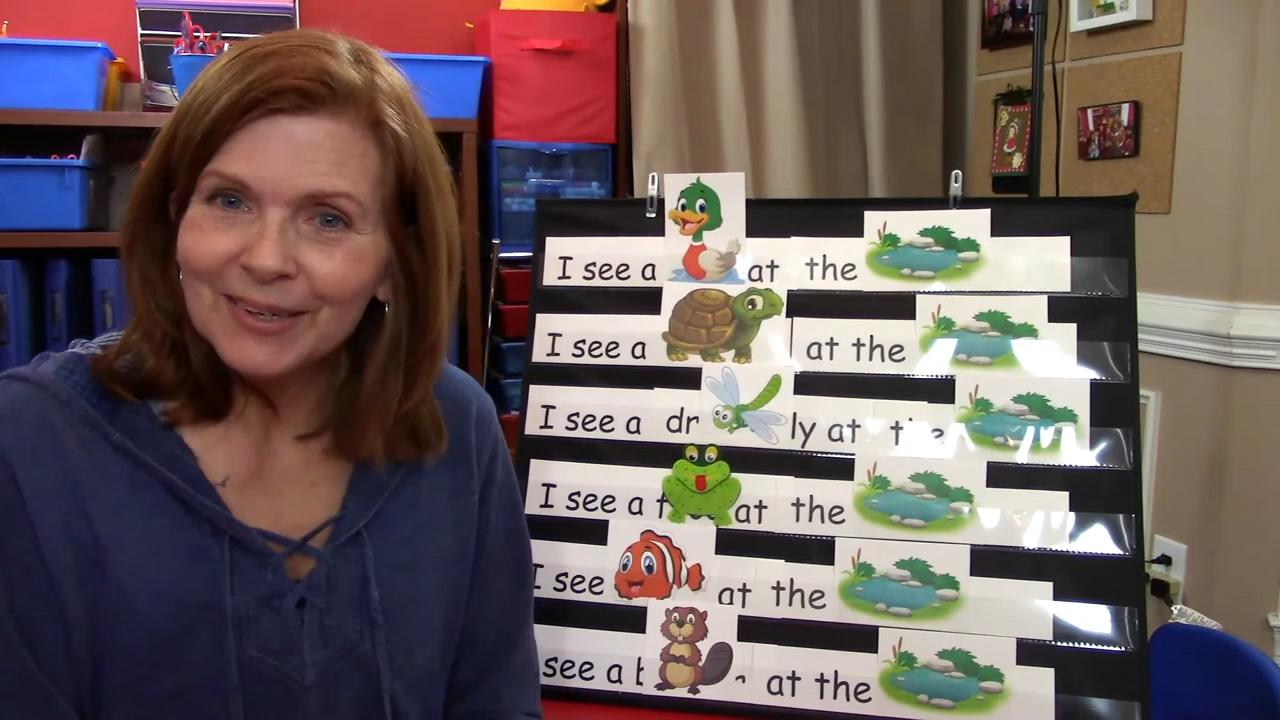 I see a at the
I see a at the
I see a dr ly at the
I see a f at the
I see at the
see a b at the